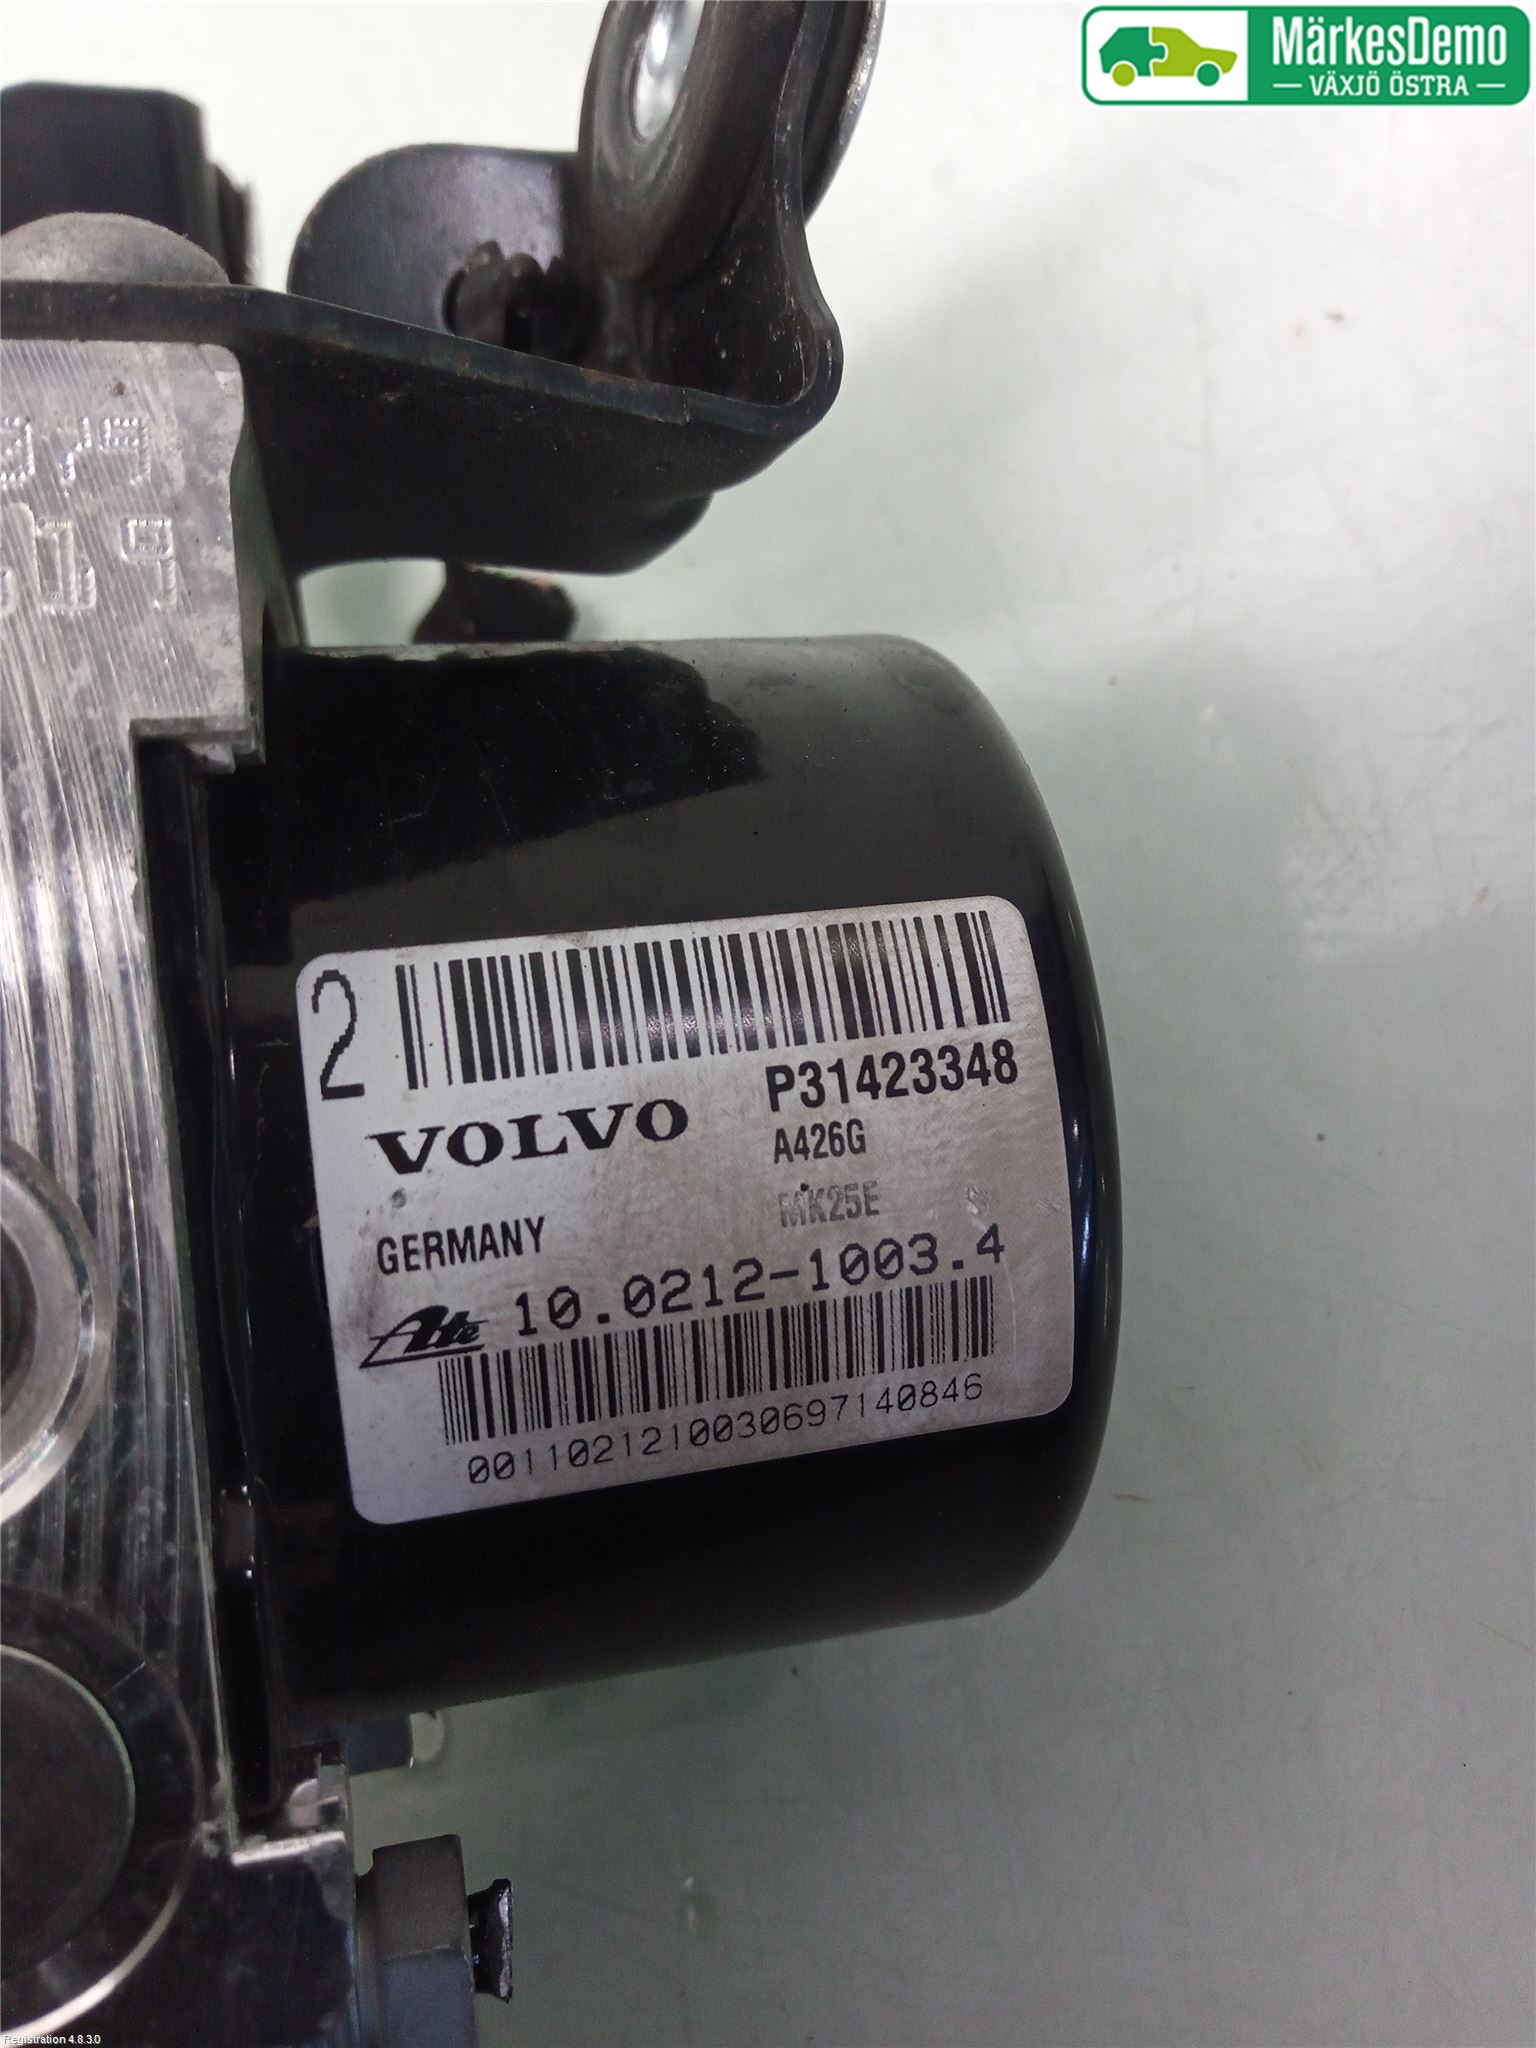 MärkesDemo
VÄXJÖ ÖSTRA
2
P31423348
VOLVO
A426G
MK25E
GERMANY
Ate 10.0212-1003.4
0011021210030697140846
Registration 4.8.3.0